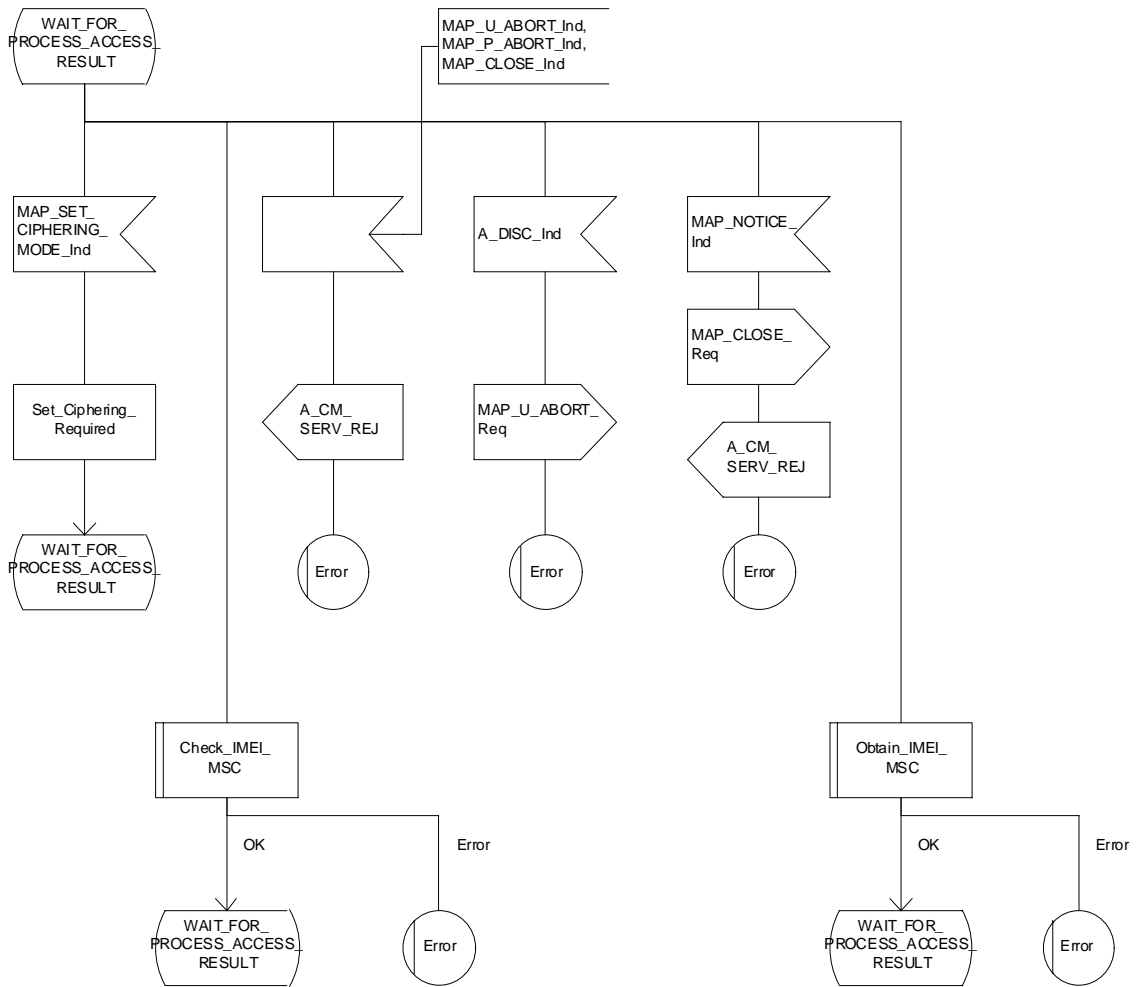 WAIT_FOR_
PROCESS_ACCESS_
RESULT
MAP_U_ABORT_Ind,
MAP_P_ABORT_Ind,
MAP_CLOSE_Ind
MAP_SET_
CIPHERING_
MODE_Ind
A_DISC_Ind
MAP_NOTICE_
Ind
MAP_CLOSE_
Req
Set_Ciphering_
Required
A_CM_
SERV_REJ
MAP_U_ABORT_
Req
A_CM_
SERV_REJ
WAIT_FOR_
PROCESS_ACCESS_
RESULT
Error
Error
Error
Check_IMEI_
MSC
Obtain_IMEI_
MSC
OK
Error
OK
Error
WAIT_FOR_
PROCESS_ACCESS_
RESULT
Error
WAIT_FOR_
PROCESS_ACCESS_
RESULT
Error